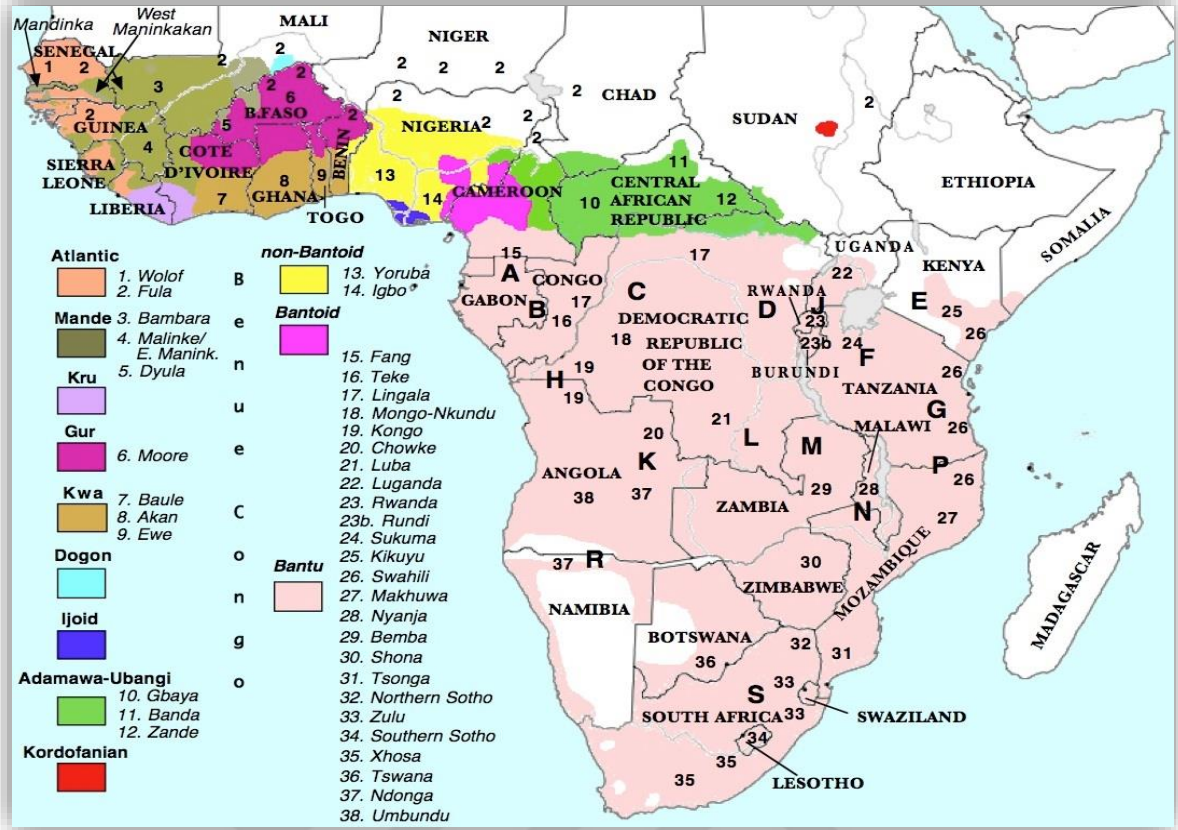 Mandinka
West
Maninkakan
MALI
NIGER
CHAD
SUDAN
ETHIOPIA
SOMALIA
SENEGAL
1 2
2
3
2
2
2
2
6
B.FASO
5
2
2 2 2
2
2
2
2
2
2
GUINEA
4
COTE
D'IVOIRE
BENIN
NIGERIA
SIERRA
LEONE
LIBERIA
7
8
GHANA
9
TOGO
13
14
CAMEROON
11
10
CENTRAL
AFRICAN
REPUBLIC
12
UGANDA
KENYA
15
A
CONGO
GABON
B
17
16
17
C
DEMOCRATIC
18
REPUBLIC
OF THE
CONGO
D
RWANDA
J
22
23
23b
24
BURUNDI
E
25
26
F
TANZANIA
26
G
26
H
19
19
20
K
ANGOLA
38
37
21
L
M
MALAWI
P
26
ZAMBIA
29
28
N
27
MOZAMBIQUE
MADAGASCAR
37
R
NAMIBIA
BOTSWANA
36
30
ZIMBABWE
32
31
33
S
SOUTH AFRICA
33
SWAZILAND
34
35
LESOTHO
35
Atlantic
1. Wolof
2. Fula
Mande
3. Bambara
4. Malinke/
E. Manink.
5. Dyula
Kru
Gur
6. Moore
Kwa
7. Baule
8. Akan
9. Ewe
Dogon
Ijoid
Adamawa-Ubangi
10. Gbaya
11. Banda
12. Zande
Kordofanian
B
e
n
u
e
C
o
n
g
o
non-Bantoid
13. Yoruba
14. Igbo
Bantoid
Bantu
15. Fang
16. Teke
17. Lingala
18. Mongo-Nkundu
19. Kongo
20. Chowke
21. Luba
22. Luganda
23. Rwanda
23b. Rundi
24. Sukuma
25. Kikuyu
26. Swahili
27. Makhuwa
28. Nyanja
29. Bemba
30. Shona
31. Tsonga
32. Northern Sotho
33. Zulu
34. Southern Sotho
35. Xhosa
36. Tswana
37. Ndonga
38. Umbundu